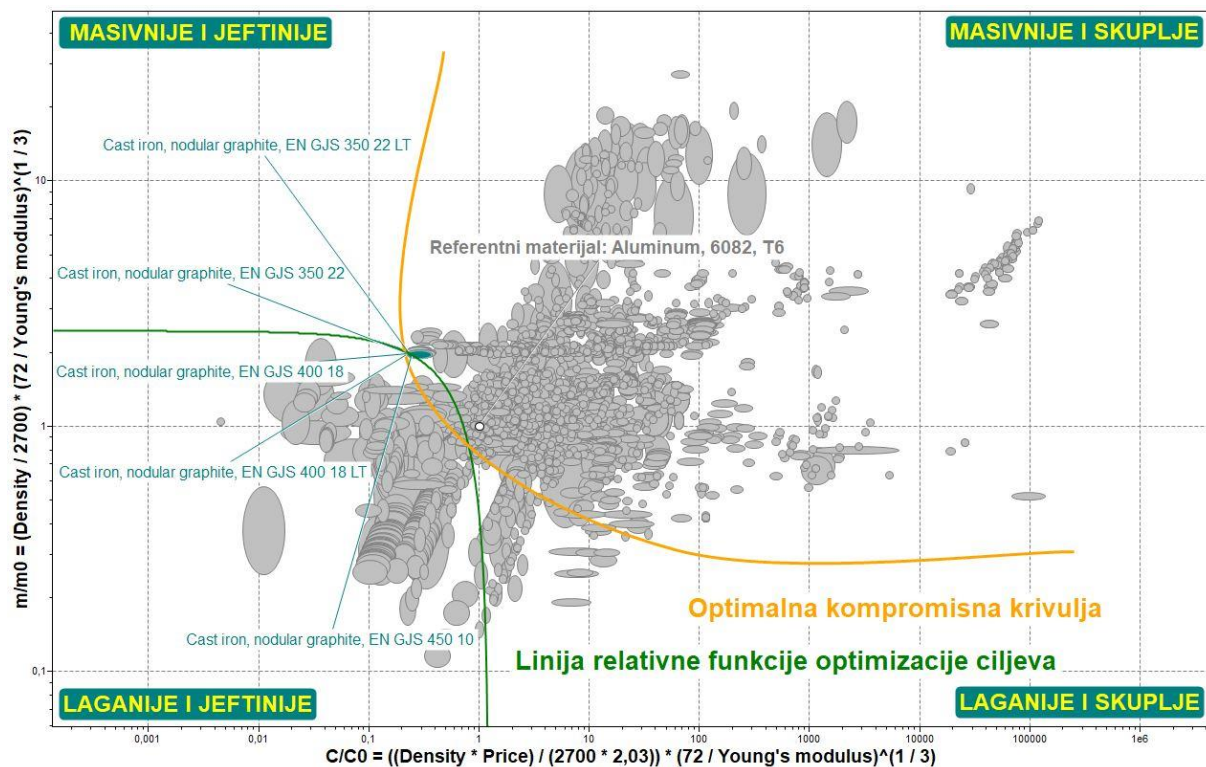 MASIVNIJE I JEFTINIJE
MASIVNIJE I SKUPLJE
Cast iron, nodular graphite, EN GJS 350 22 LT
10
Referentni materijal: Aluminum, 6082, T6
Cast iron, nodular graphite, EN GJS 350 22
Cast iron, nodular graphite, EN GJS 400 18
1
Cast iron, nodular graphite, EN GJS 400 18 LT
Optimalna kompromisna krivulja
Cast iron, nodular graphite, EN GJS 450 10
Linija relativne funkcije optimizacije ciljeva
0,1
LAGANIJE I JEFTINIJE
LAGANIJE I SKUPLJE
m/m0 = (Density / 2700) * (72 / Young's modulus)^(1 / 3)
0,001 0,01 0,1 1 10 100 1000 10000 100000 1e6
C/C0 = ((Density * Price) / (2700 * 2,03)) * (72 / Young's modulus)^(1 / 3)